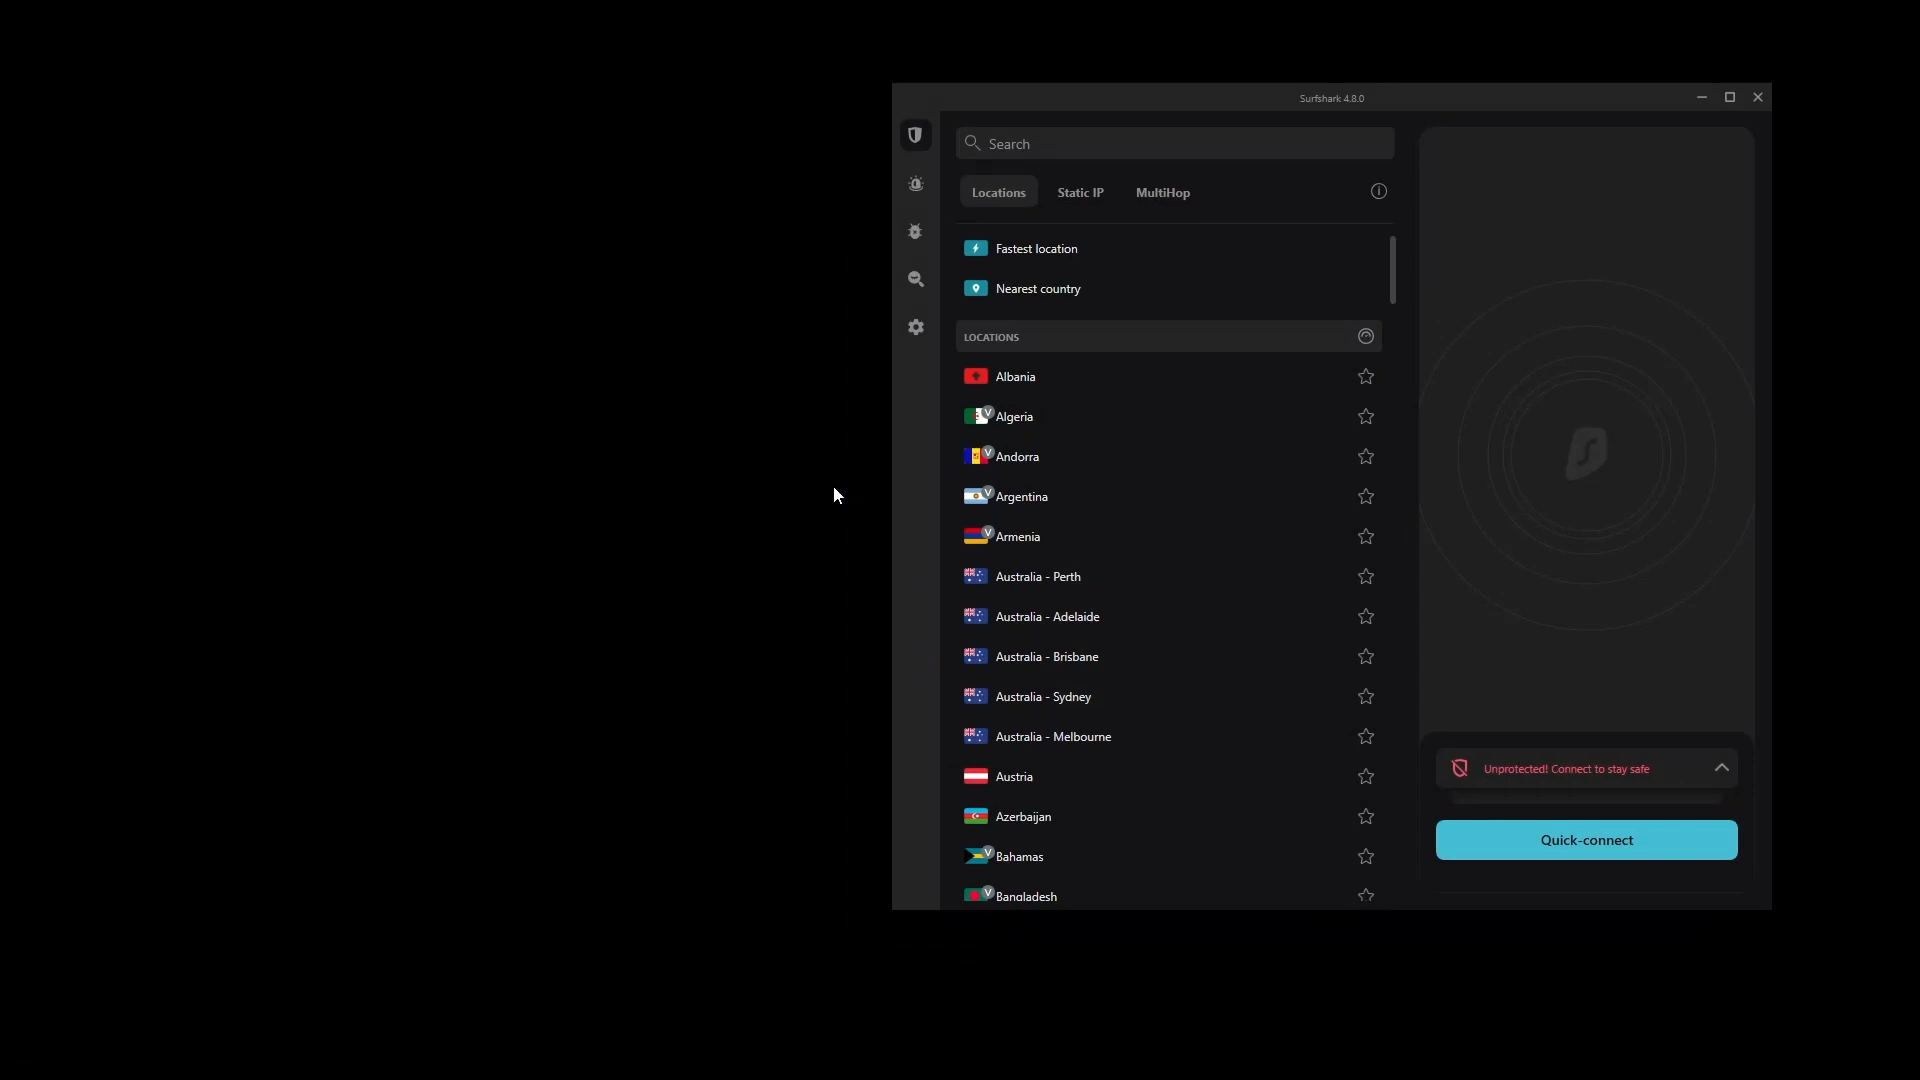 Surfshark 4.8.0
Search
Locations Static IP MultiHop
Fastest location
Nearest country
LOCATIONS
Albania
V Algeria
V Andorra
V Argentina
V Armenia
Australia - Perth
Australia - Adelaide
Australia - Brisbane
Australia - Sydney
Australia - Melbourne
Austria
Azerbaijan
V Bahamas
V Bangladesh
Unprotected! Connect to stay safe
Quick-connect